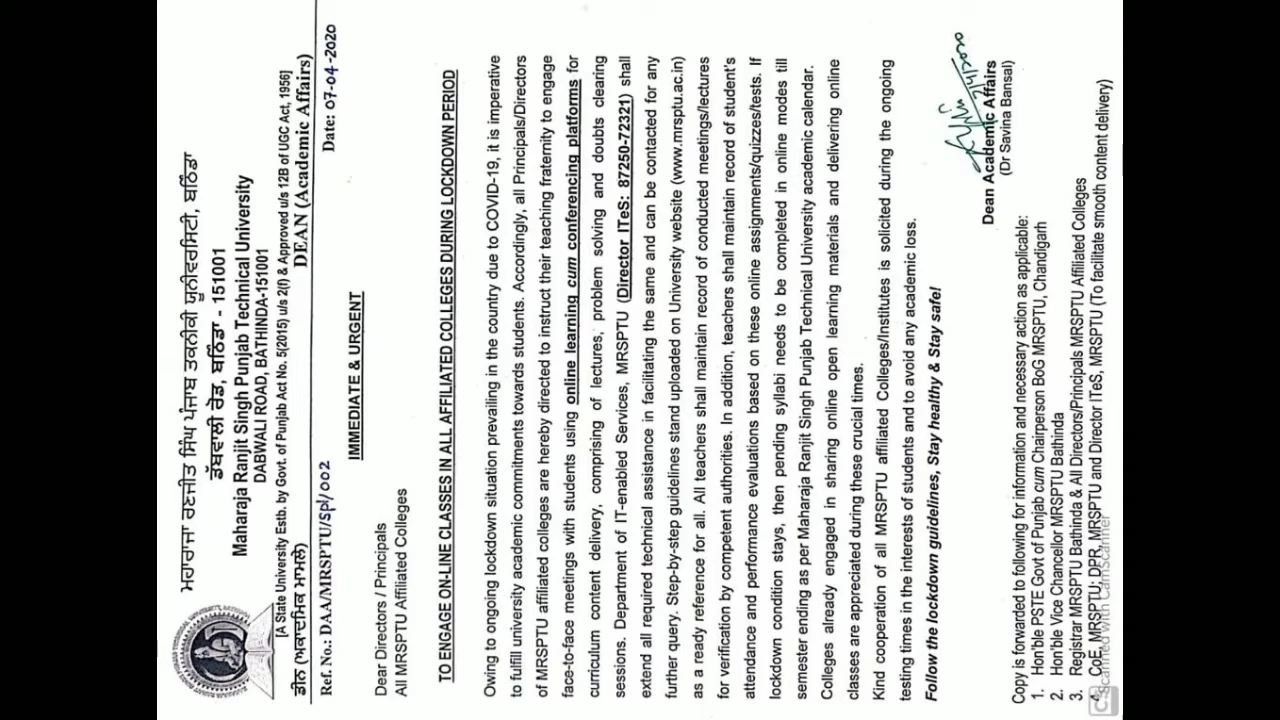 ਮਹਾਰਾਜਾ ਰਣਜੀਤ ਸਿੰਘ ਪੰਜਾਬ ਤਕਨੀਕੀ ਯੂਨੀਵਰਸਿਟੀ, ਬਠਿੰਡਾ
ਡੱਬਵਾਲੀ ਰੋਡ, ਬਠਿੰਡਾ - 151001
Maharaja Ranjit Singh Punjab Technical University
DABWALI ROAD, BATHINDA-151001
[A State University Estb. by Govt. of Punjab Act No. 5(2015) u/s 2(f) & Approved u/s 12B of UGC Act, 1956]
ਡੀਨ (ਅਕਾਦਮਿਕ ਮਾਮਲੇ) DEAN (Academic Affairs)
Ref. No.: DAA/MRSPTU/Spl/002 Date: 07-04-2020
IMMEDIATE & URGENT
Dear Directors / Principals
All MRSPTU Affiliated Colleges
TO ENGAGE ON-LINE CLASSES IN ALL AFFILIATED COLLEGES DURING LOCKDOWN PERIOD
Owing to ongoing lockdown situation prevailing in the country due to COVID-19, it is imperative
to fulfill university academic commitments towards students. Accordingly, all Principals/Directors
of MRSPTU affiliated colleges are hereby directed to instruct their teaching fraternity to engage
face-to-face meetings with students using online learning cum conferencing platforms for
curriculum content delivery, comprising of lectures, problem solving and doubts clearing
sessions. Department of IT-enabled Services, MRSPTU (Director ITeS: 87250-72321) shall
extend all required technical assistance in facilitating the same and can be contacted for any
further query. Step-by-step guidelines stand uploaded on University website (www.mrsptu.ac.in)
as a ready reference for all. All teachers shall maintain record of conducted meetings/lectures
for verification by competent authorities. In addition, teachers shall maintain record of student's
attendance and performance evaluations based on these online assignments/quizzes/tests. If
lockdown condition stays, then pending syllabi needs to be completed in online modes till
semester ending as per Maharaja Ranjit Singh Punjab Technical University academic calendar.
Colleges already engaged in sharing online open learning materials and delivering online
classes are appreciated during these crucial times.
Kind cooperation of all MRSPTU affiliated Colleges/Institutes is solicited during the ongoing
testing times in the interests of students and to avoid any academic loss.
Follow the lockdown guidelines, Stay healthy & Stay safe!
7/4/2020
Dean Academic Affairs
(Dr Savina Bansal)
Copy is forwarded to following for information and necessary action as applicable:
1. Hon'ble PSTE Govt of Punjab cum Chairperson BoG MRSPTU, Chandigarh
2. Hon'ble Vice Chancellor MRSPTU Bathinda
3. Registrar MRSPTU Bathinda & All Directors/Principals MRSPTU Affiliated Colleges
4. CoE, MRSPTU; DPR, MRSPTU and Director ITeS, MRSPTU (To facilitate smooth content delivery)
Scanned with CamScanner